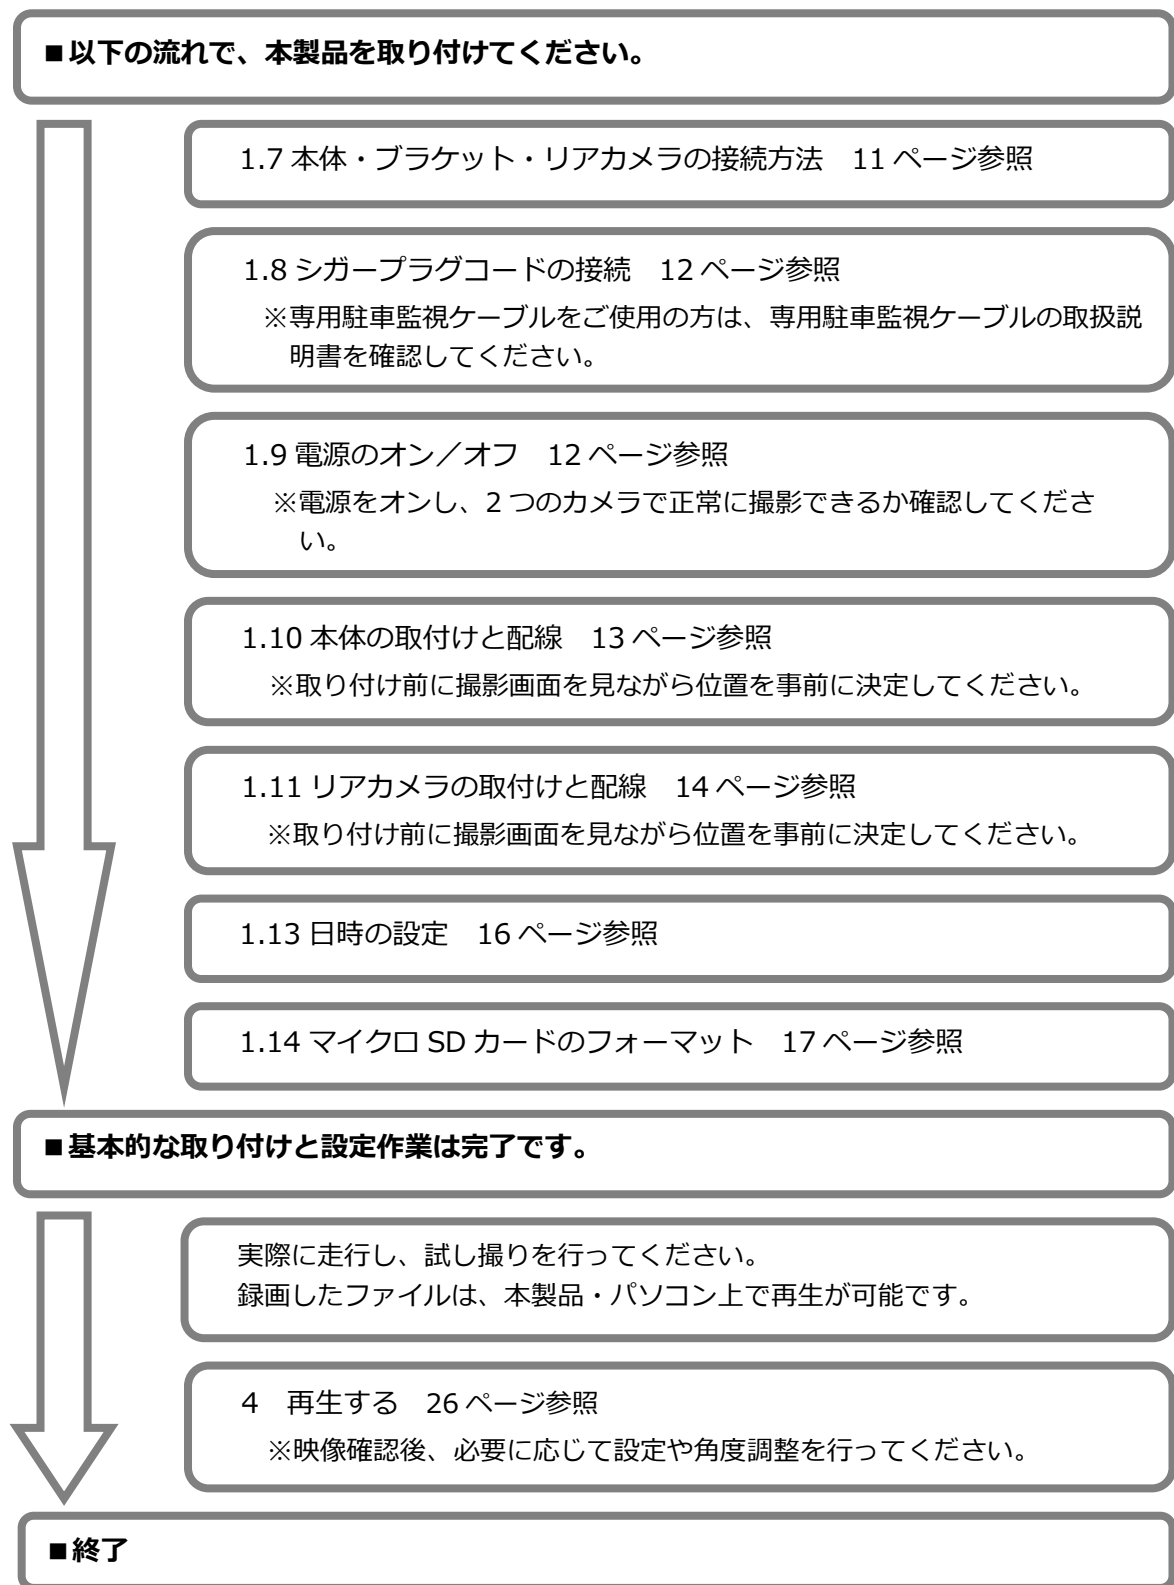 ■以下の流れで、本製品を取り付けてください。
1.7 本体・ブラケット・リアカメラの接続方法　11 ページ参照
1.8 シガープラグコードの接続　12 ページ参照
※専用駐車監視ケーブルをご使用の方は、専用駐車監視ケーブルの取扱説
明書を確認してください。
1.9 電源のオン／オフ　12 ページ参照
※電源をオンし、2 つのカメラで正常に撮影できるか確認してくださ
い。
1.10 本体の取付けと配線　13 ページ参照
※取り付け前に撮影画面を見ながら位置を事前に決定してください。
1.11 リアカメラの取付けと配線　14 ページ参照
※取り付け前に撮影画面を見ながら位置を事前に決定してください。
1.13 日時の設定　16 ページ参照
1.14 マイクロ SD カードのフォーマット　17 ページ参照
■基本的な取り付けと設定作業は完了です。
実際に走行し、試し撮りを行ってください。
録画したファイルは、本製品・パソコン上で再生が可能です。
4　再生する　26 ページ参照
※映像確認後、必要に応じて設定や角度調整を行ってください。
■終了